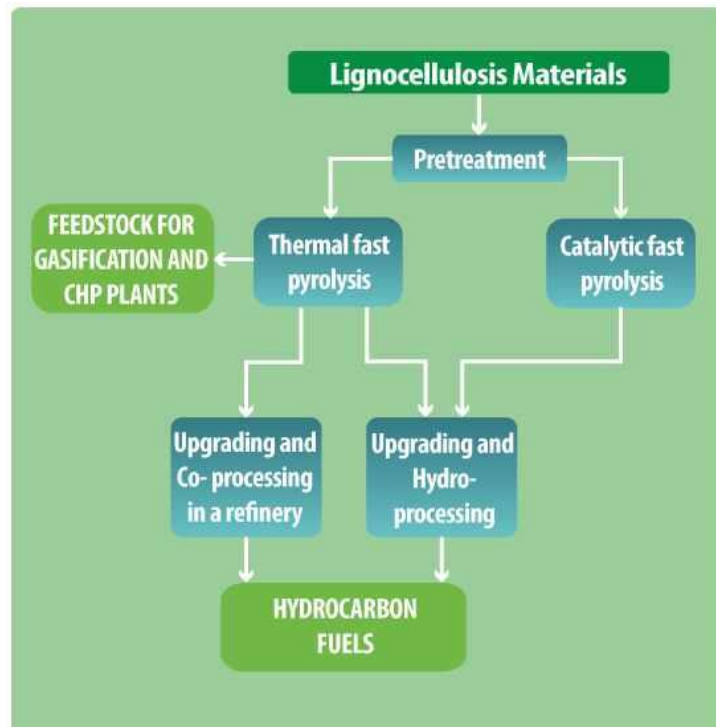 Lignocellulosis Materials
Pretreatment
FEEDSTOCK FOR
GASIFICATION AND
CHP PLANTS
Thermal fast
pyrolysis
Catalytic fast
pyrolysis
Upgrading and
Co- processing
in a refinery
Upgrading and
Hydro-
processing
HYDROCARBON
FUELS